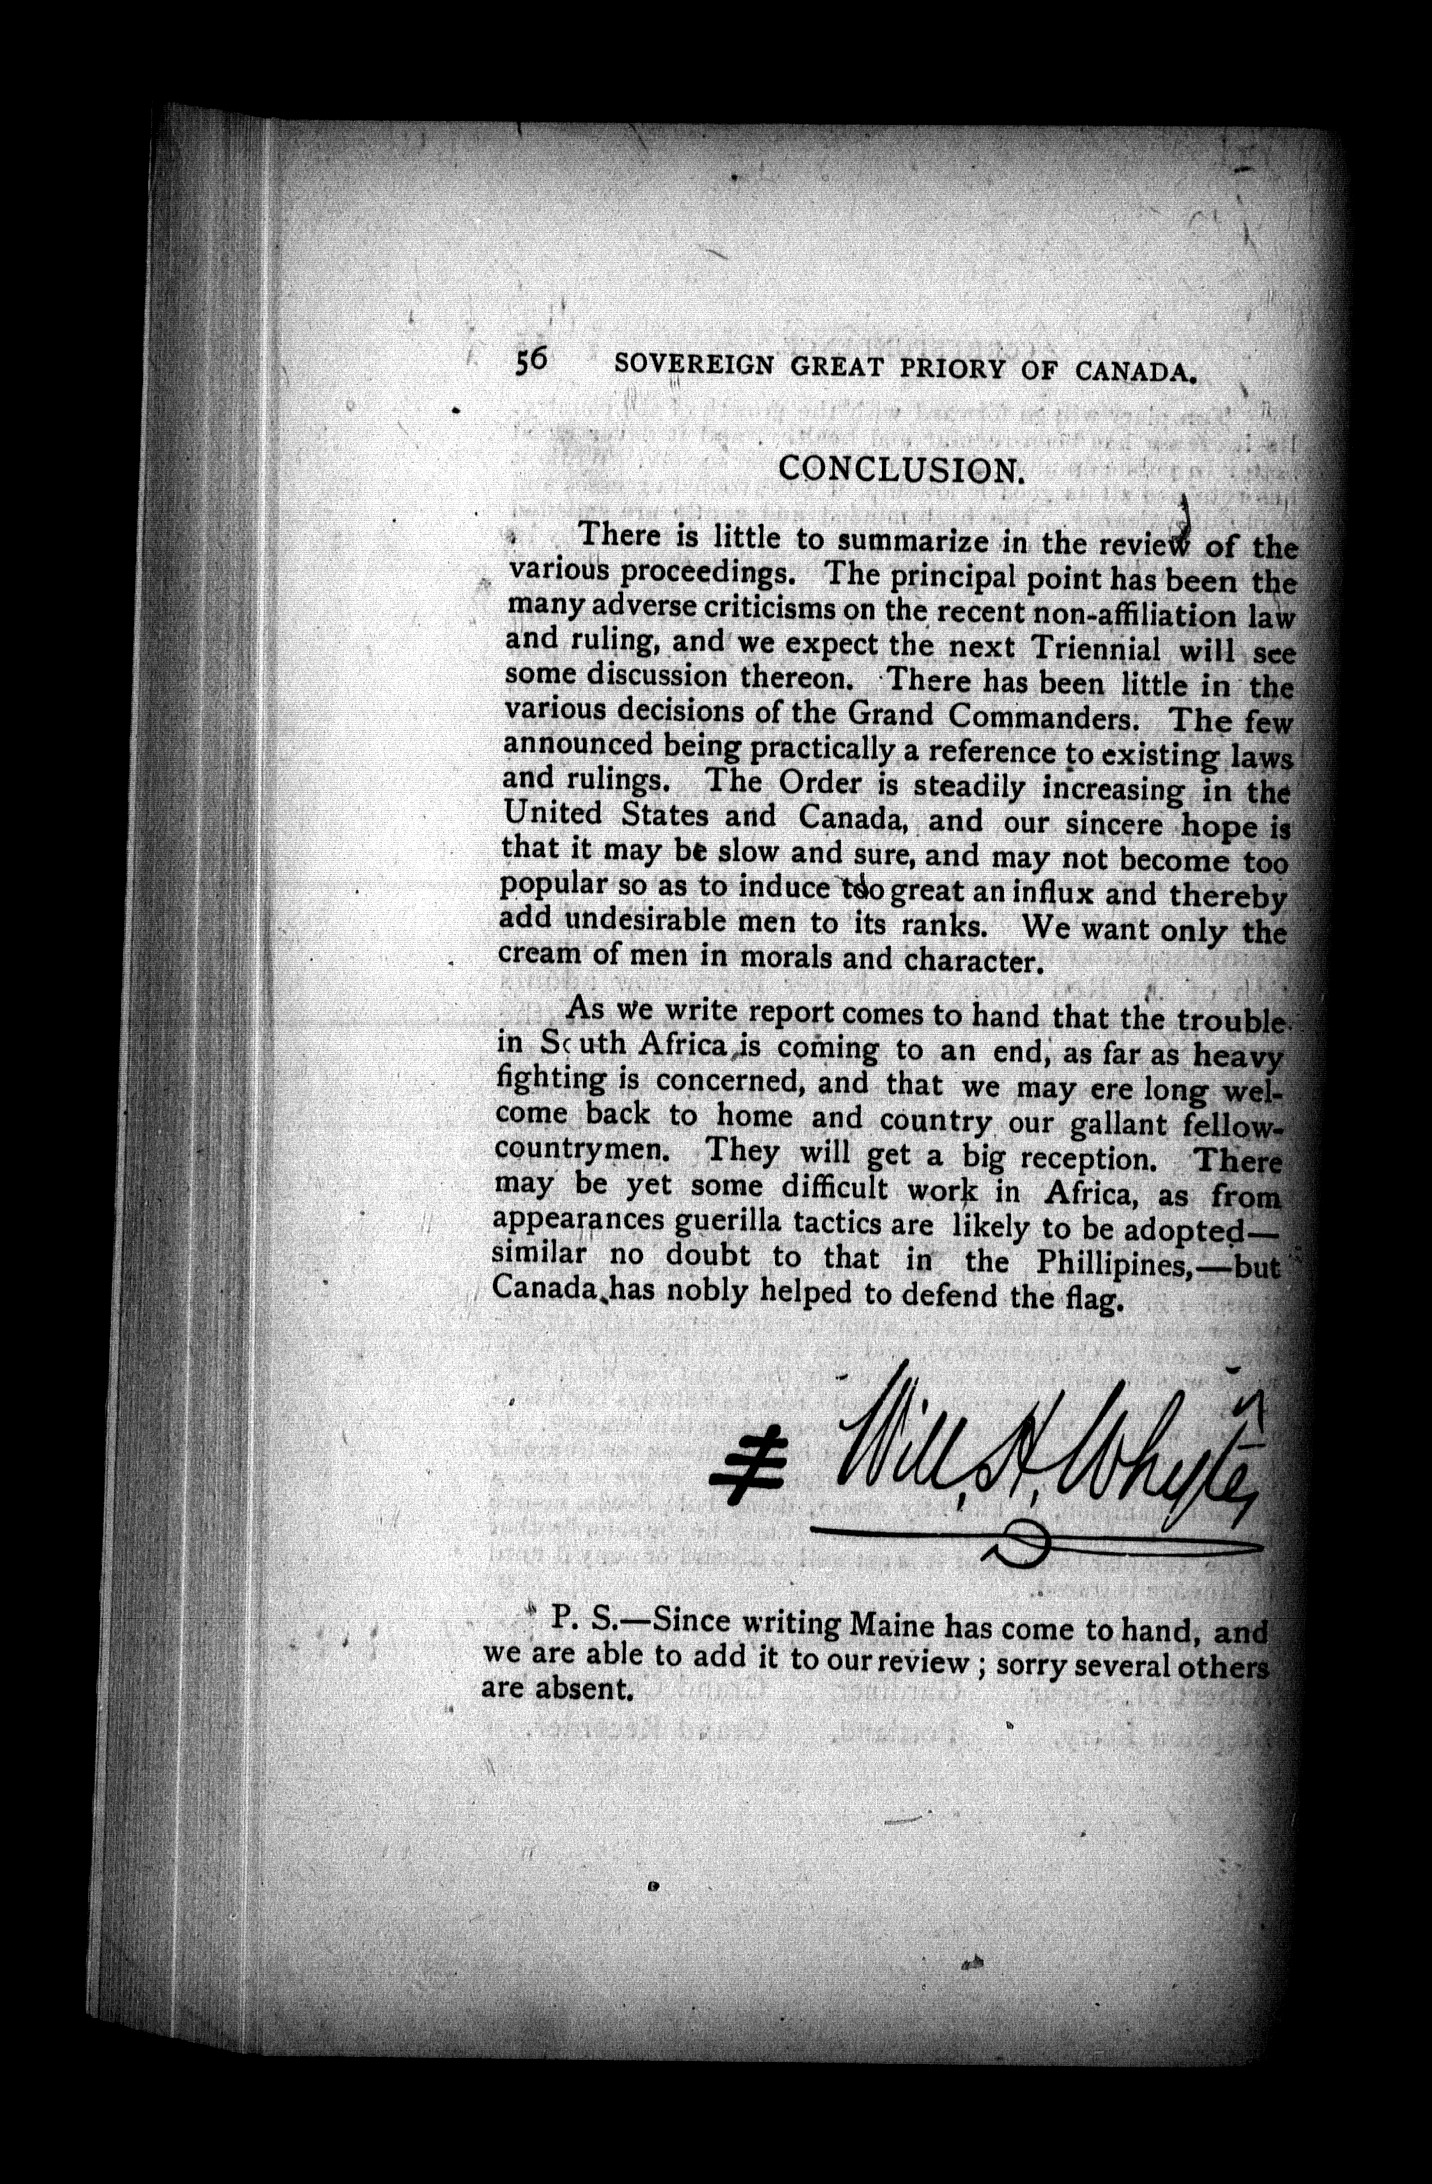 56 SOVEREIGN GREAT PRIORY OF CANADA.
CONCLUSION.
There is little to summarize in the review of the
various proceedings. The principal point has been the
many adverse criticisms on the recent non-affiliation law
and ruling, and we expect the next Triennial will see
some discussion thereon. There has been little in the
various decisions of the Grand Commanders. The few
announced being practically a reference to existing laws
and rulings. The Order is steadily increasing in the
United States and Canada, and our sincere hope is
that it may be slow and sure, and may not become too
popular so as to induce too great an influx and thereby
add undesirable men to its ranks. We want only the
cream of men in morals and character.
As we write report comes to hand that the trouble
in South Africa is coming to an end, as far as heavy
fighting is concerned, and that we may ere long wel-
come back to home and country our gallant fellow-
countrymen. They will get a big reception. There
may be yet some difficult work in Africa, as from
appearances guerilla tactics are likely to be adopted—
similar no doubt to that in the Phillipines,—but
Canada has nobly helped to defend the flag.
Will. H. Whyte,
P. S.—Since writing Maine has come to hand, and
we are able to add it to our review ; sorry several others
are absent.